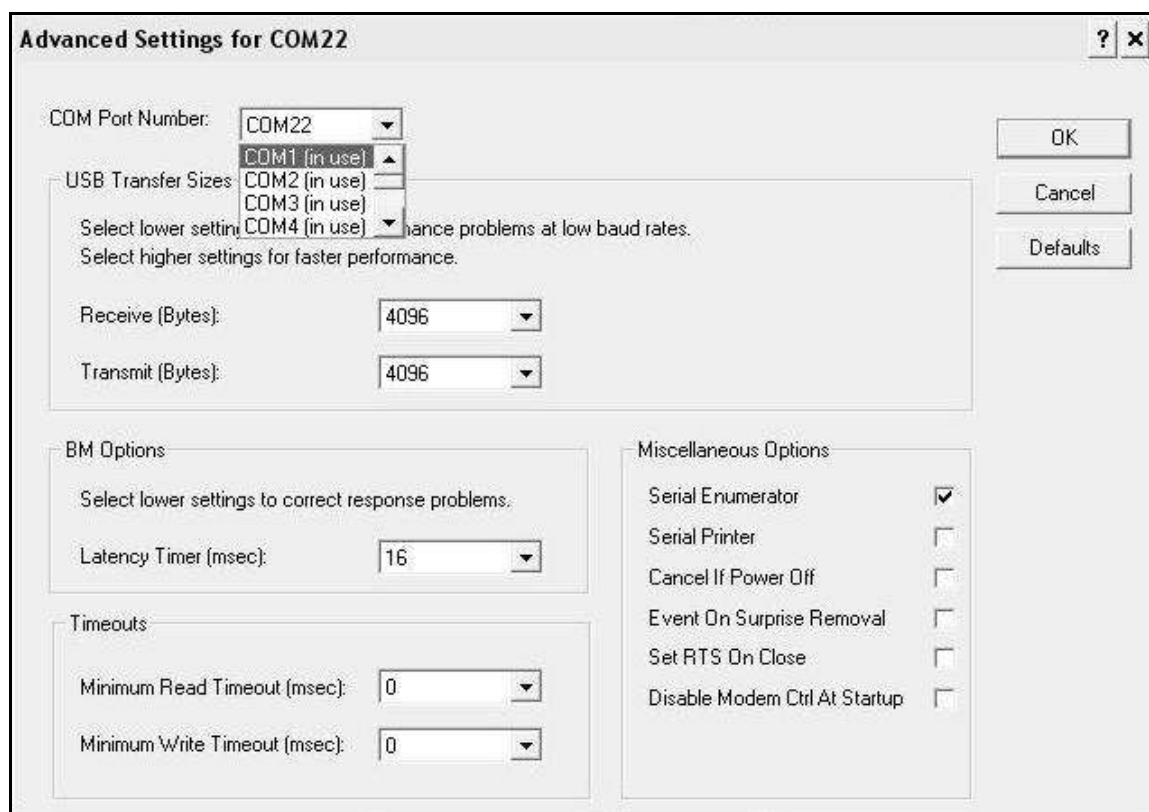 Advanced Settings for COM22
? ×
COM Port Number: COM22
COM1 (in use)
COM2 (in use)
COM3 (in use)
COM4 (in use)
OK
Cancel
Defaults
USB Transfer Sizes
Select lower settin mance problems at low baud rates.
Select higher settings for faster performance.
Receive (Bytes): 4096
Transmit (Bytes): 4096
BM Options
Select lower settings to correct response problems.
Latency Timer (msec): 16
Timeouts
Minimum Read Timeout (msec): 0
Minimum Write Timeout (msec): 0
Miscellaneous Options
Serial Enumerator
Serial Printer
Cancel If Power Off
Event On Surprise Removal
Set RTS On Close
Disable Modem Ctrl At Startup